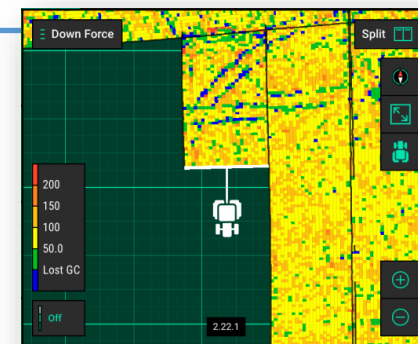 Down Force
Split
200
150
100
50.0
Lost GC
Off
2.22.1